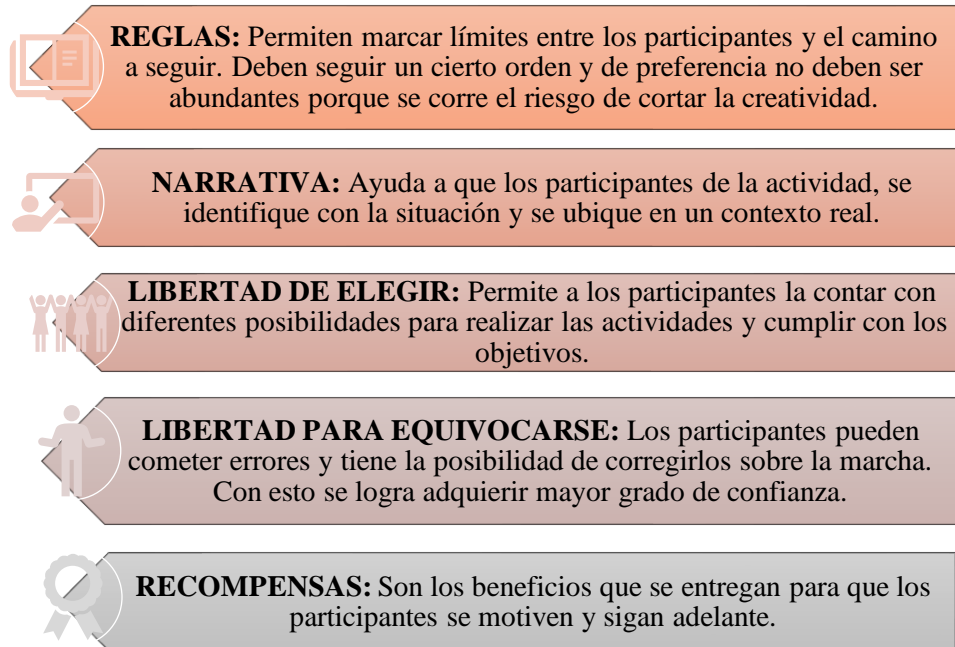 REGLAS: Permiten marcar límites entre los participantes y el camino
a seguir. Deben seguir un cierto orden y de preferencia no deben ser
abundantes porque se corre el riesgo de cortar la creatividad.
NARRATIVA: Ayuda a que los participantes de la actividad, se
identifique con la situación y se ubique en un contexto real.
LIBERTAD DE ELEGIR: Permite a los participantes la contar con
diferentes posibilidades para realizar las actividades y cumplir con los
objetivos.
LIBERTAD PARA EQUIVOCARSE: Los participantes pueden
cometer errores y tiene la posibilidad de corregirlos sobre la marcha.
Con esto se logra adquierir mayor grado de confianza.
RECOMPENSAS: Son los beneficios que se entregan para que los
participantes se motiven y sigan adelante.